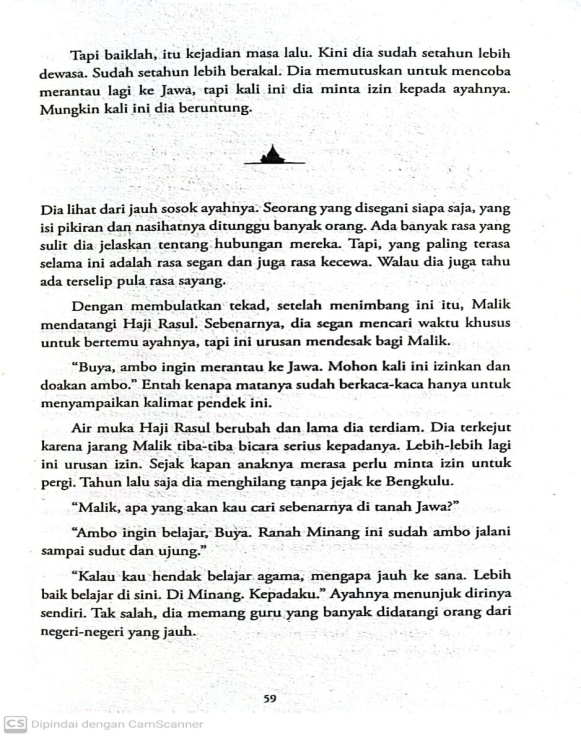 Tapi baiklah, itu kejadian masa lalu. Kini dia sudah setahun lebih
dewasa. Sudah setahun lebih berakal. Dia memutuskan untuk mencoba
merantau lagi ke Jawa, tapi kali ini dia minta izin kepada ayahnya.
Mungkin kali ini dia beruntung.
Dia lihat dari jauh sosok ayahnya. Seorang yang disegani siapa saja, yang
isi pikiran dan nasihatnya ditunggu banyak orang. Ada banyak rasa yang
sulit dia jelaskan tentang hubungan mereka. Tapi, yang paling terasa
selama ini adalah rasa segan dan juga rasa kecewa. Walau dia juga tahu
ada terselip pula rasa sayang.
Dengan membulatkan tekad, setelah menimbang ini itu, Malik
mendatangi Haji Rasul. Sebenarnya, dia segan mencari waktu khusus
untuk bertemu ayahnya, tapi ini urusan mendesak bagi Malik.
“Buya, ambo ingin merantau ke Jawa. Mohon kali ini izinkan dan
doakan ambo.” Entah kenapa matanya sudah berkaca-kaca hanya untuk
menyampaikan kalimat pendek ini.
Air muka Haji Rasul berubah dan lama dia terdiam. Dia terkejut
karena jarang Malik tiba-tiba bicara serius kepadanya. Lebih-lebih lagi
ini urusan izin. Sejak kapan anaknya merasa perlu minta izin untuk
pergi. Tahun lalu saja dia menghilang tanpa jejak ke Bengkulu.
“Malik, apa yang akan kau cari sebenarnya di tanah Jawa?”
“Ambo ingin belajar, Buya. Ranah Minang ini sudah ambo jalani
sampai sudut dan ujung.”
“Kalau kau hendak belajar agama, mengapa jauh ke sana. Lebih
baik belajar di sini. Di Minang. Kepadaku.” Ayahnya menunjuk dirinya
sendiri. Tak salah, dia memang guru yang banyak didatangi orang dari
negeri-negeri yang jauh.
59
CS Dipindai dengan CamScanner